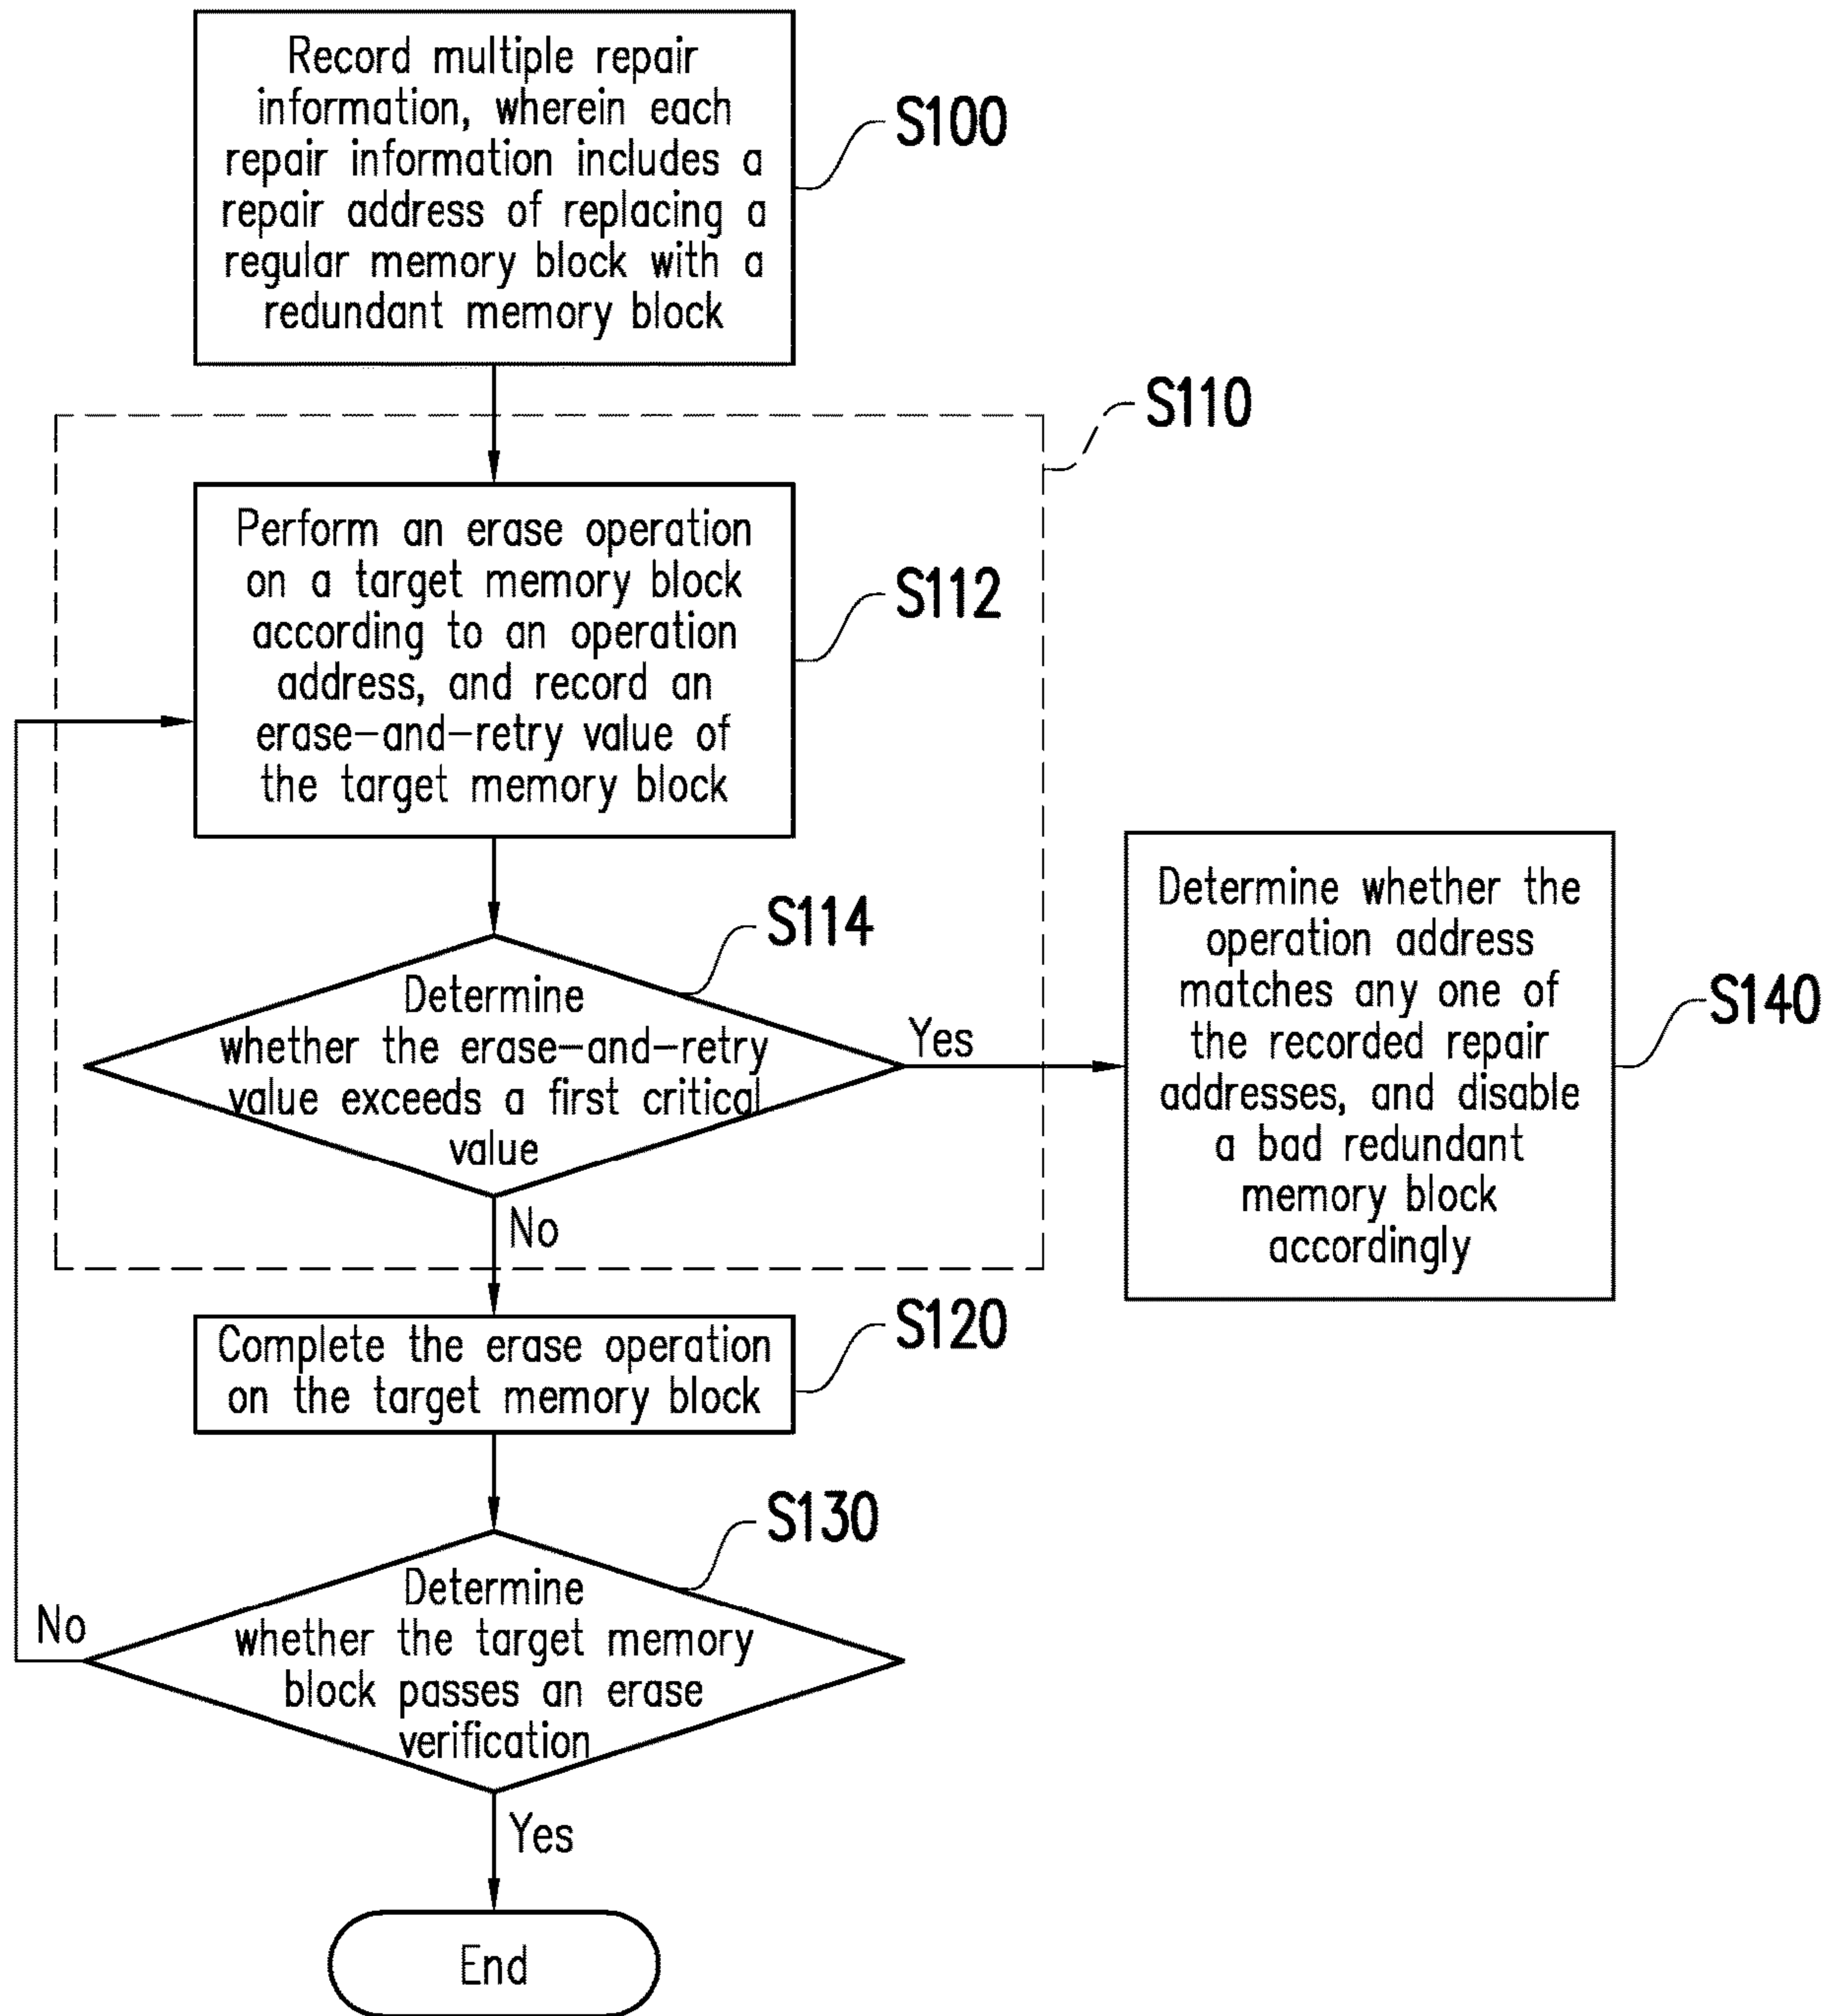 Record multiple repair
information, wherein each
repair information includes a
repair address of replacing a
regular memory block with a
redundant memory block
S100
S110
Perform an erase operation
on a target memory block
according to an operation
address, and record an
erase-and-retry value of
the target memory block
S112
S114
Determine
whether the erase-and-retry
value exceeds a first critical
value
Yes
No
Determine whether the
operation address
matches any one of
the recorded repair
addresses, and disable
a bad redundant
memory block
accordingly
S140
Complete the erase operation
on the target memory block
S120
S130
Determine
whether the target memory
block passes an erase
verification
No
Yes
End